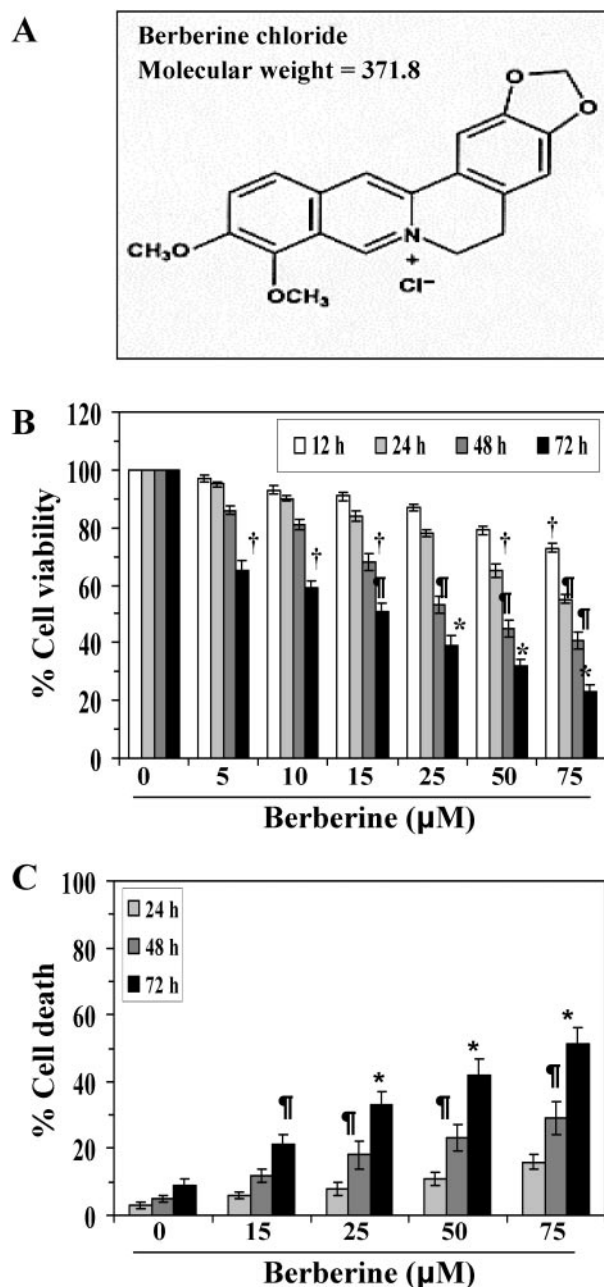 A
Berberine chloride
Molecular weight = 371.8
O
O
N
+
CH₃O
OCH₃
Cl⁻
B
120
100
80
60
40
20
0
% Cell viability
12 h 24 h 48 h 72 h
† † † † †
¶ ¶ ¶ ¶ ¶
* * *
0 5 10 15 25 50 75
Berberine (µM)
C
100
80
60
40
20
0
% Cell death
24 h
48 h
72 h
¶ ¶ * ¶ * ¶ *
0 15 25 50 75
Berberine (µM)